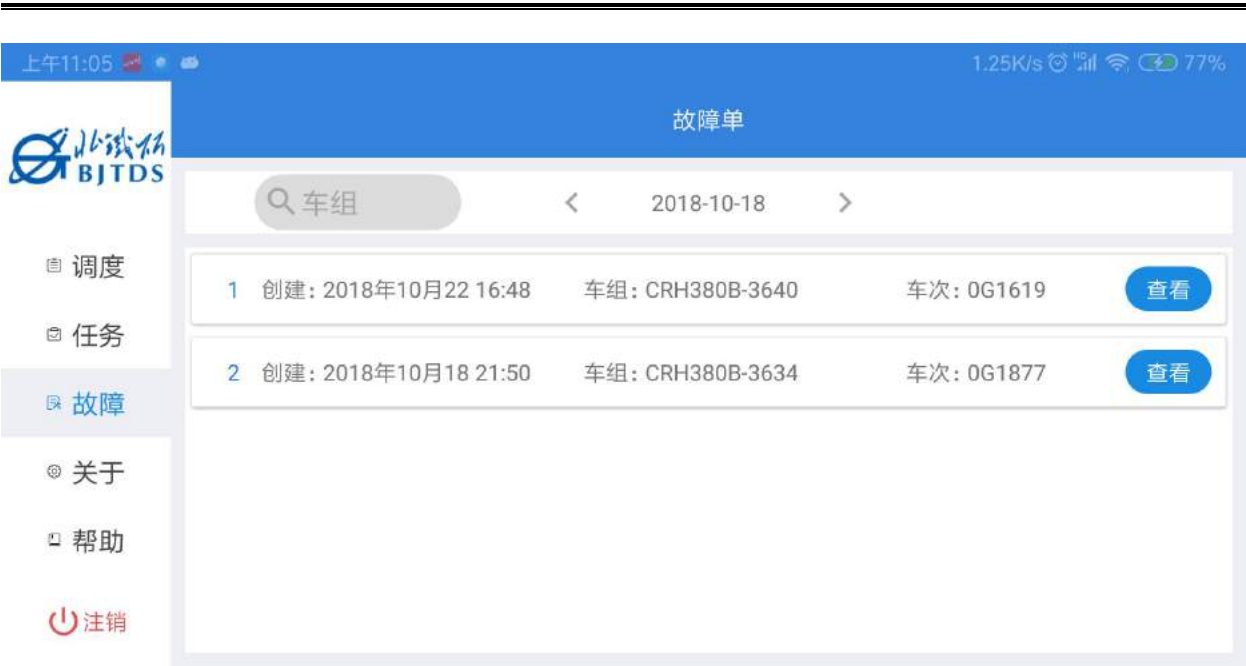 上午11:05
1.25K/s HD 77%
北铁拓
BJTDS
故障单
车组
2018-10-18
调度
任务
故障
关于
帮助
注销
1 创建：2018年10月22 16:48 车组：CRH380B-3640 车次：0G1619 查看
2 创建：2018年10月18 21:50 车组：CRH380B-3634 车次：0G1877 查看